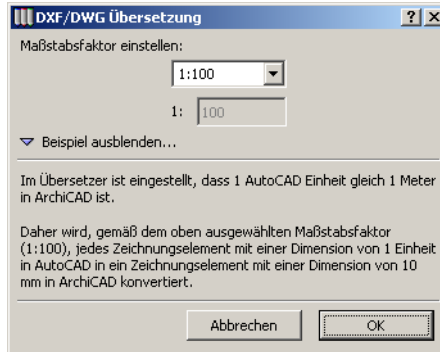 DXF/DWG Übersetzung
Maßstabsfaktor einstellen:
1:100
1: 100
Beispiel ausblenden...
Im Übersetzer ist eingestellt, dass 1 AutoCAD Einheit gleich 1 Meter
in ArchiCAD ist.
Daher wird, gemäß dem oben ausgewählten Maßstabsfaktor
(1:100), jedes Zeichnungselement mit einer Dimension von 1 Einheit
in AutoCAD in ein Zeichnungselement mit einer Dimension von 10
mm in ArchiCAD konvertiert.
Abbrechen OK